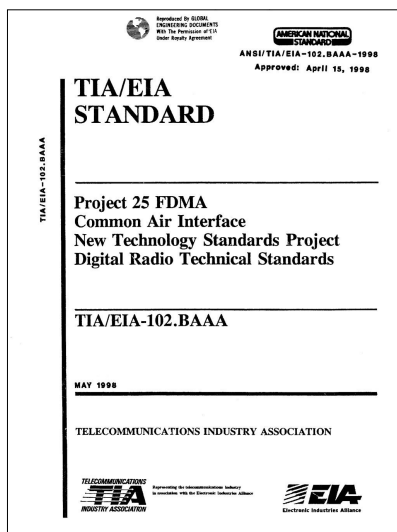 Reproduced By GLOBAL
ENGINEERING DOCUMENTS
With The Permission of EIA
Under Royalty Agreement
AMERICAN NATIONAL
STANDARD
ANSI/TIA/EIA-102.BAAA-1998
Approved: April 15, 1998
TIA/EIA
STANDARD
TIA/EIA-102.BAAA
Project 25 FDMA
Common Air Interface
New Technology Standards Project
Digital Radio Technical Standards
TIA/EIA-102.BAAA
MAY 1998
TELECOMMUNICATIONS INDUSTRY ASSOCIATION
TELECOMMUNICATIONS
TIA
INDUSTRY ASSOCIATION
Representing the telecommunications industry
in association with the Electronic Industries Alliance
EIA
Electronic Industries Alliance